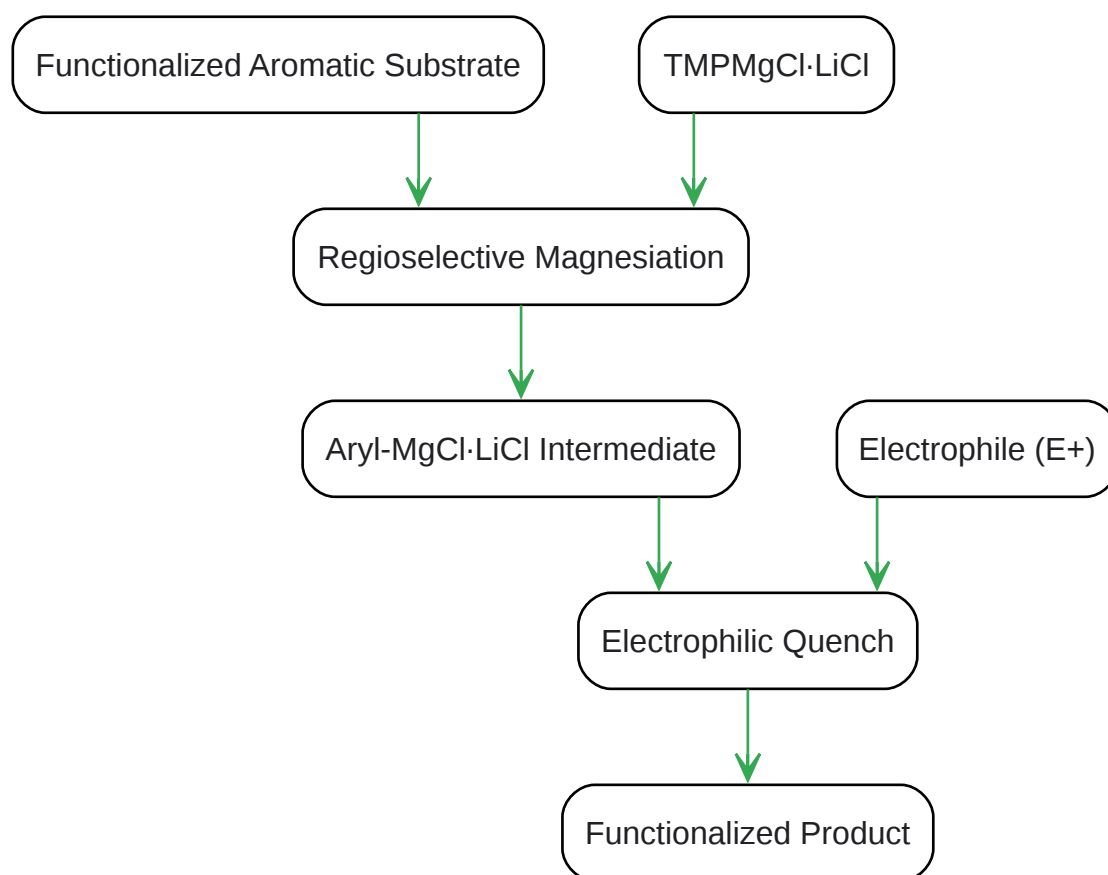 Functionalized Aromatic Substrate
TMPMgCl·LiCl
Regioselective Magnesiation
Aryl-MgCl·LiCl Intermediate
Electrophile (E+)
Electrophilic Quench
Functionalized Product